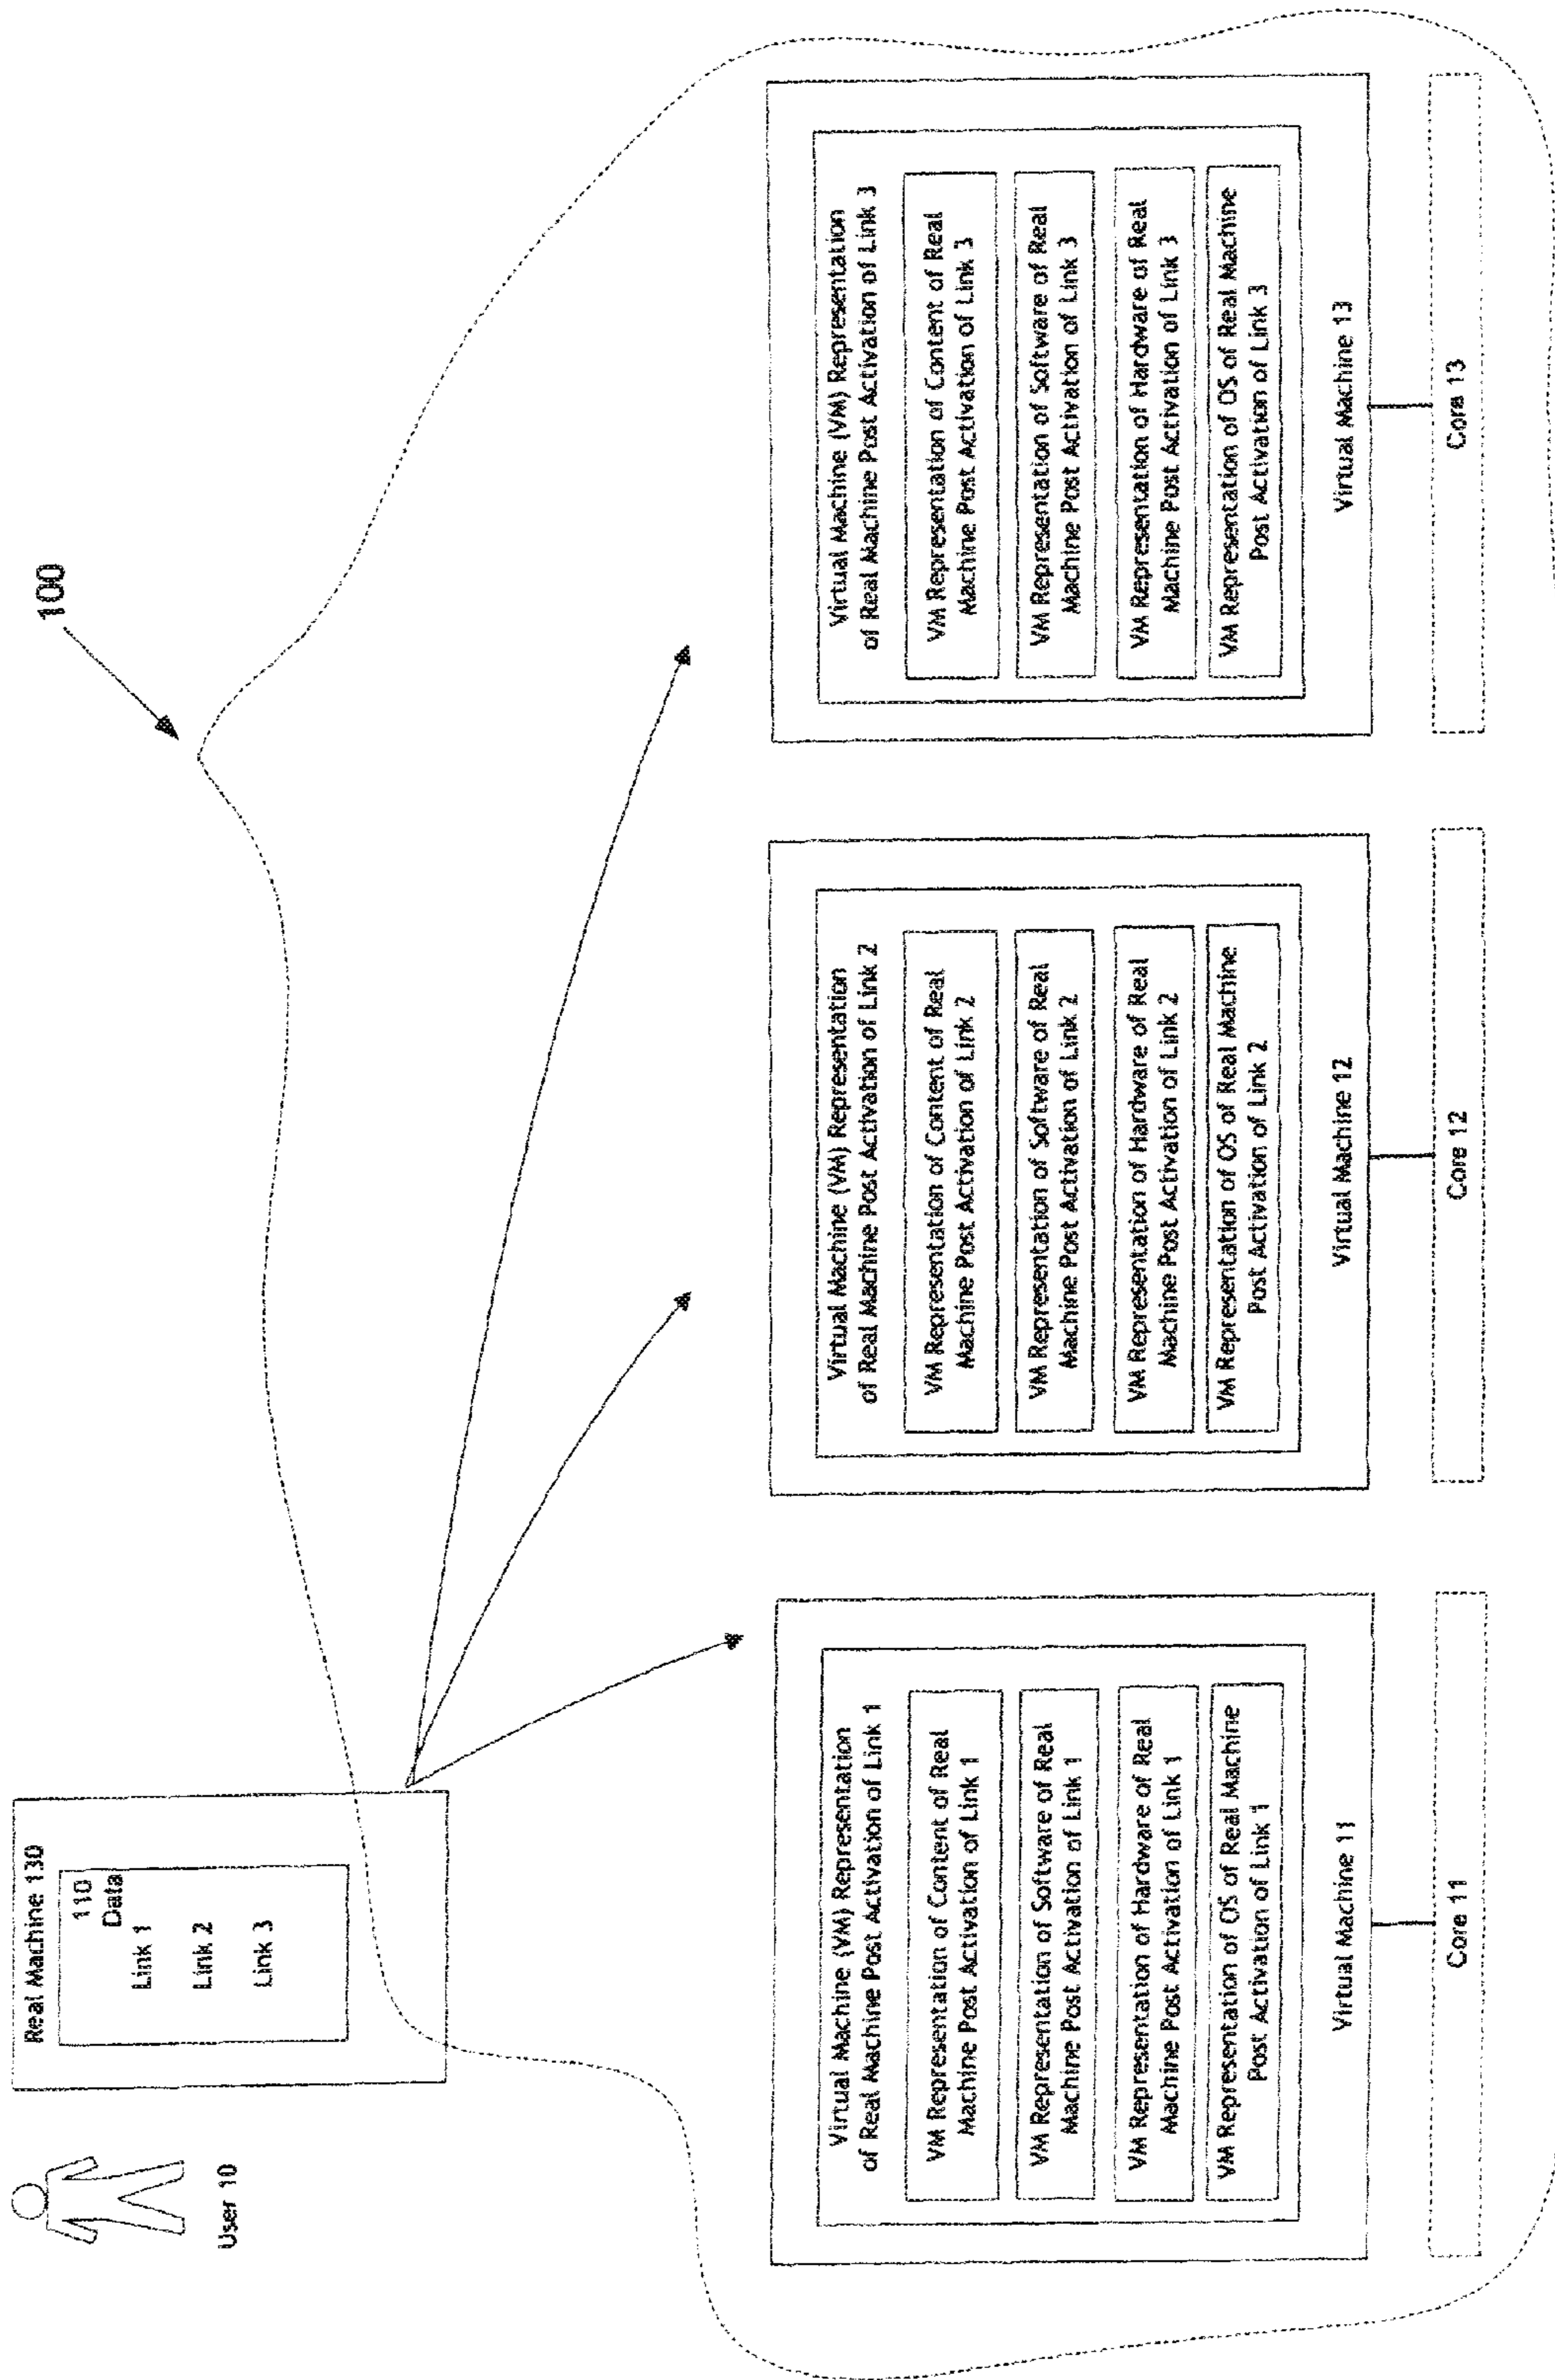 User 10
Real Machine 130
110
Data
Link 1
Link 2
Link 3
100
Virtual Machine (VM) Representation
of Real Machine Post Activation of Link 1
VM Representation of Content of Real
Machine Post Activation of Link 1
VM Representation of Software of Real
Machine Post Activation of Link 1
VM Representation of Hardware of Real
Machine Post Activation of Link 1
VM Representation of OS of Real Machine
Post Activation of Link 1
Virtual Machine 11
Core 11
Virtual Machine (VM) Representation
of Real Machine Post Activation of Link 2
VM Representation of Content of Real
Machine Post Activation of Link 2
VM Representation of Software of Real
Machine Post Activation of Link 2
VM Representation of Hardware of Real
Machine Post Activation of Link 2
VM Representation of OS of Real Machine
Post Activation of Link 2
Virtual Machine 12
Core 12
Virtual Machine (VM) Representation
of Real Machine Post Activation of Link 3
VM Representation of Content of Real
Machine Post Activation of Link 3
VM Representation of Software of Real
Machine Post Activation of Link 3
VM Representation of Hardware of Real
Machine Post Activation of Link 3
VM Representation of OS of Real Machine
Post Activation of Link 3
Virtual Machine 13
Core 13